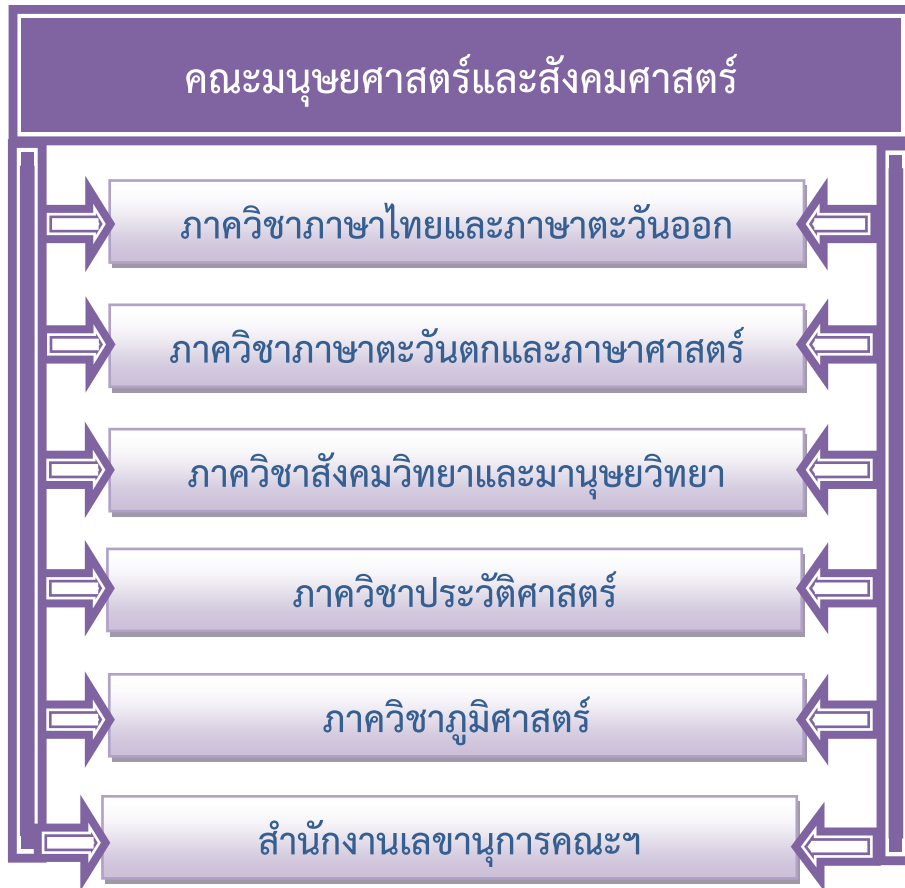 คณะมนุษยศาสตร์และสังคมศาสตร์
ภาควิชาภาษาไทยและภาษาตะวันออก
ภาควิชาภาษาตะวันตกและภาษาศาสตร์
ภาควิชาสังคมวิทยาและมานุษยวิทยา
ภาควิชาประวัติศาสตร์
ภาควิชาภูมิศาสตร์
สำนักงานเลขานุการคณะฯ